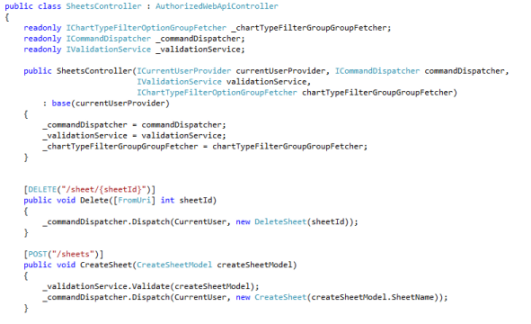 public class SheetsController : AuthorizedWebApiController
{
readonly IChartTypeFilterOptionGroupFetcher _chartTypeFilterGroupGroupFetcher;
readonly ICommandDispatcher _commandDispatcher;
readonly IValidationService _validationService;
public SheetsController(ICurrentUserProvider currentUserProvider, ICommandDispatcher commandDispatcher,
IValidationService validationService,
IChartTypeFilterOptionGroupFetcher chartTypeFilterGroupGroupFetcher)
: base(currentUserProvider)
{
_commandDispatcher = commandDispatcher;
_validationService = validationService;
_chartTypeFilterGroupGroupFetcher = chartTypeFilterGroupGroupFetcher;
}
[DELETE("/sheet/{sheetId}")]
public void Delete([FromUri] int sheetId)
{
_commandDispatcher.Dispatch(CurrentUser, new DeleteSheet(sheetId));
}
[POST("/sheets")]
public void CreateSheet(CreateSheetModel createSheetModel)
{
_validationService.Validate(createSheetModel);
_commandDispatcher.Dispatch(CurrentUser, new CreateSheet(createSheetModel.SheetName));
}